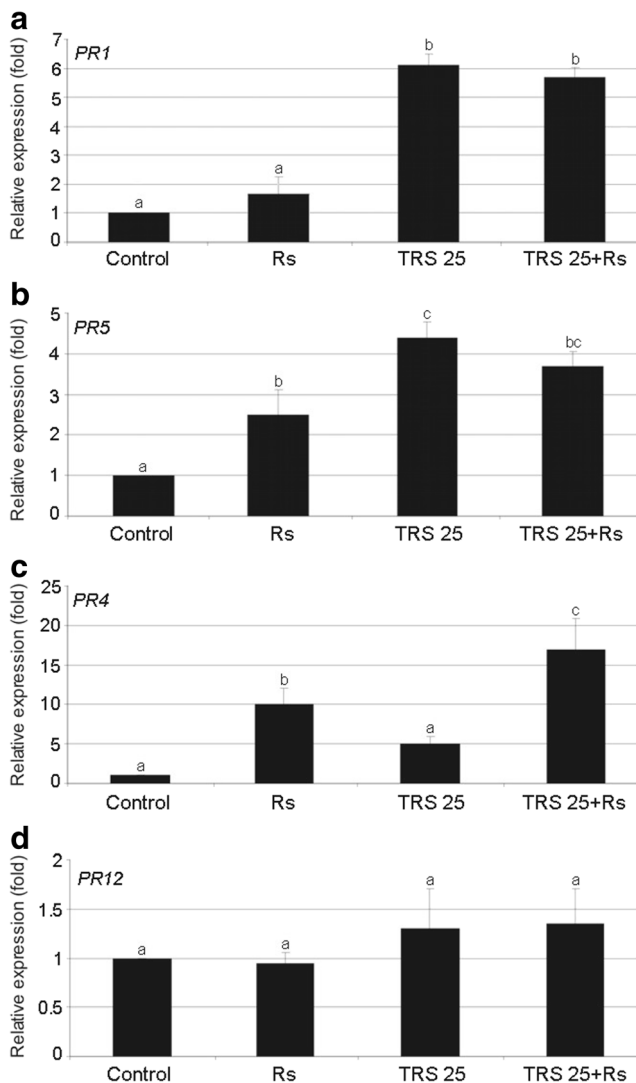 a
Relative expression (fold)
PR1
7
6
5
4
3
2
1
0
a
a
b
b
Control Rs TRS 25 TRS 25+Rs
b
Relative expression (fold)
PR5
5
4
3
2
1
0
a
b
c
bc
Control Rs TRS 25 TRS 25+Rs
c
Relative expression (fold)
PR4
25
20
15
10
5
0
a
b
a
c
Control Rs TRS 25 TRS 25+Rs
d
Relative expression (fold)
PR12
2
1.5
1
0.5
0
a
a
a
a
Control Rs TRS 25 TRS 25+Rs